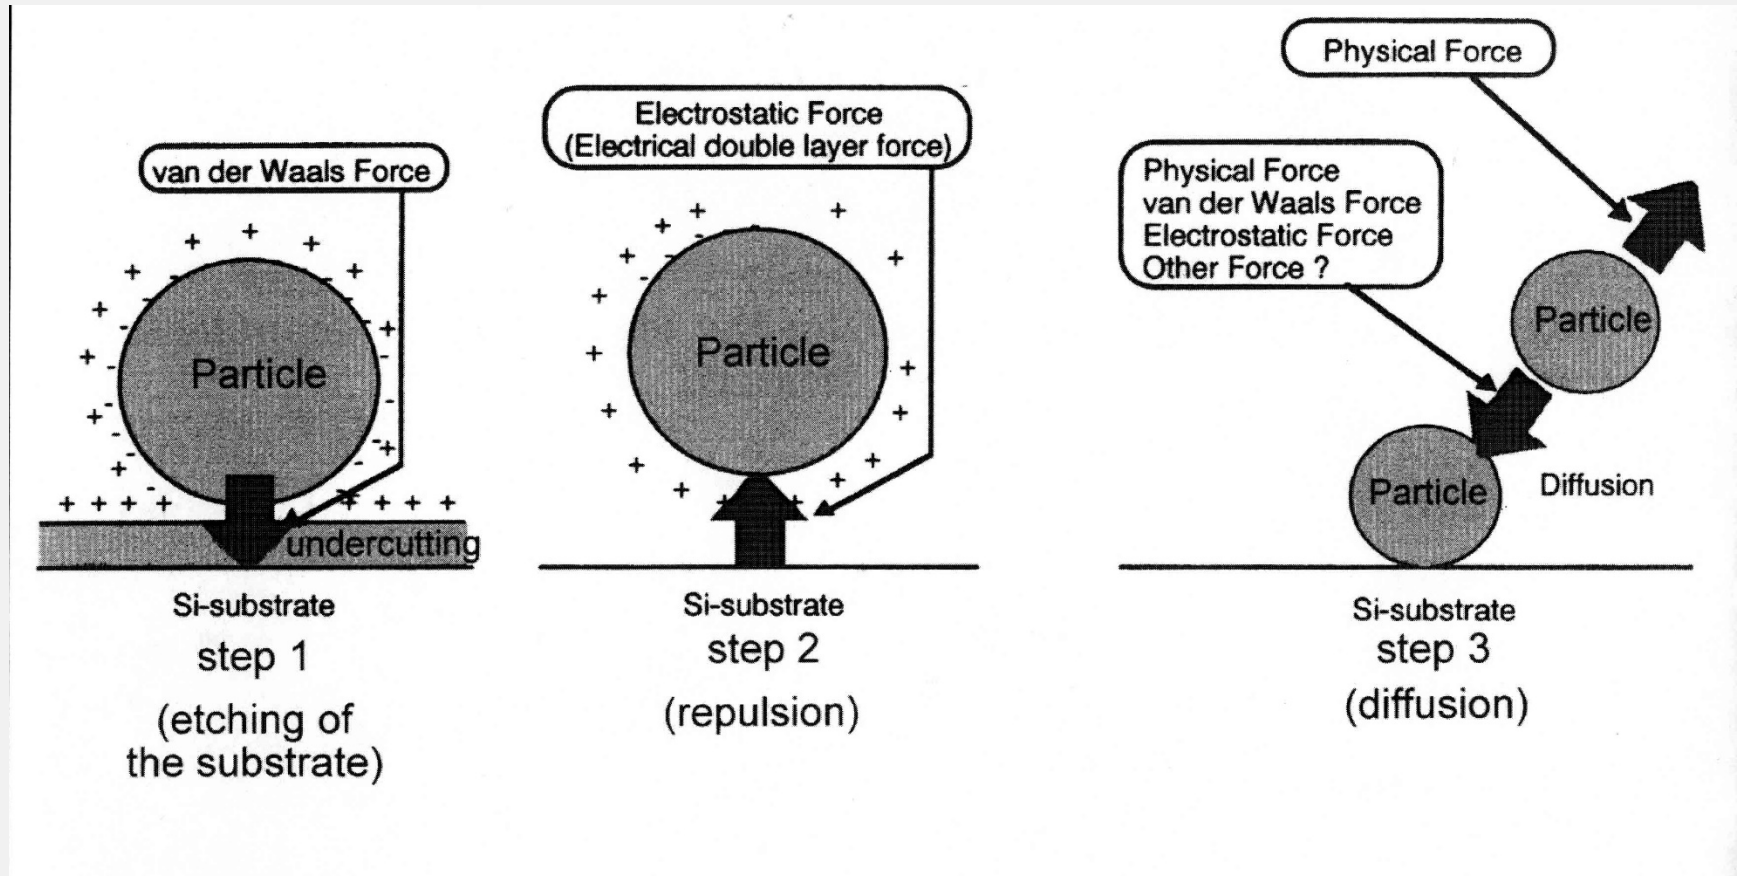 van der Waals Force
Particle
undercutting
Si-substrate
step 1
(etching of
the substrate)
Electrostatic Force
(Electrical double layer force)
Particle
Si-substrate
step 2
(repulsion)
Physical Force
Physical Force
van der Waals Force
Electrostatic Force
Other Force ?
Particle
Particle
Diffusion
Si-substrate
step 3
(diffusion)